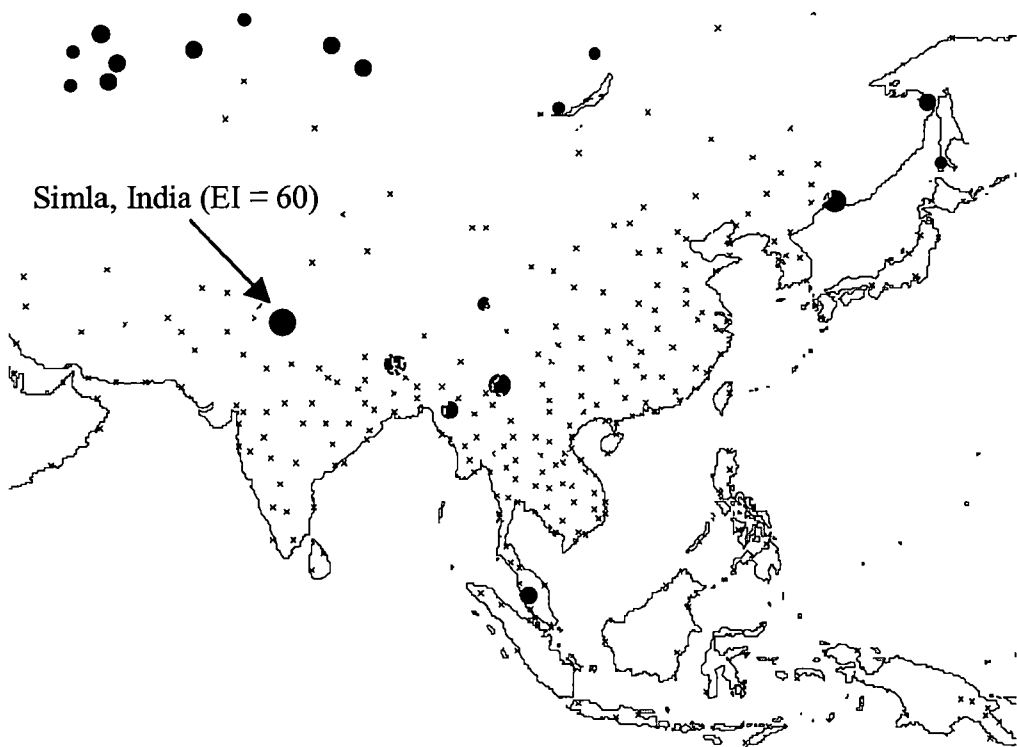 Simla, India (EI = 60)